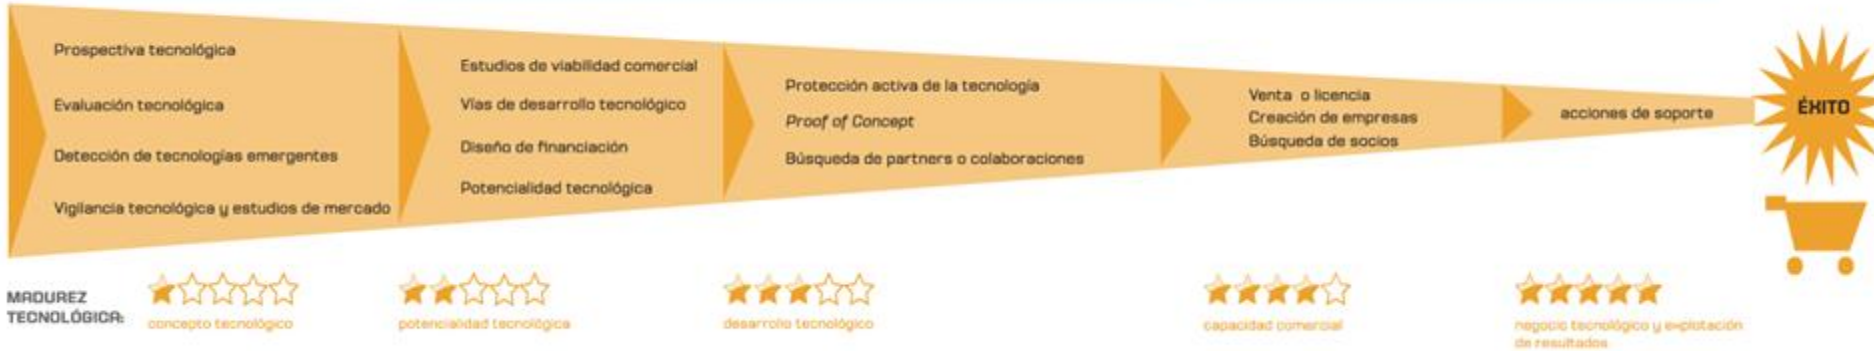 Prospectiva tecnológica
Evaluación tecnológica
Detección de tecnologías emergentes
Vigilancia tecnológica y estudios de mercado
Estudios de viabilidad comercial
Vías de desarrollo tecnológico
Diseño de financiación
Potencialidad tecnológica
Protección activa de la tecnología
Proof of Concept
Búsqueda de partners o colaboraciones
Venta o licencia
Creación de empresas
Búsqueda de socios
acciones de soporte
ÉXITO
MADUREZ
TECNOLÓGICA:
concepto tecnológico
potencialidad tecnológica
desarrollo tecnológico
capacidad comercial
negocio tecnológico y explotación
de resultados